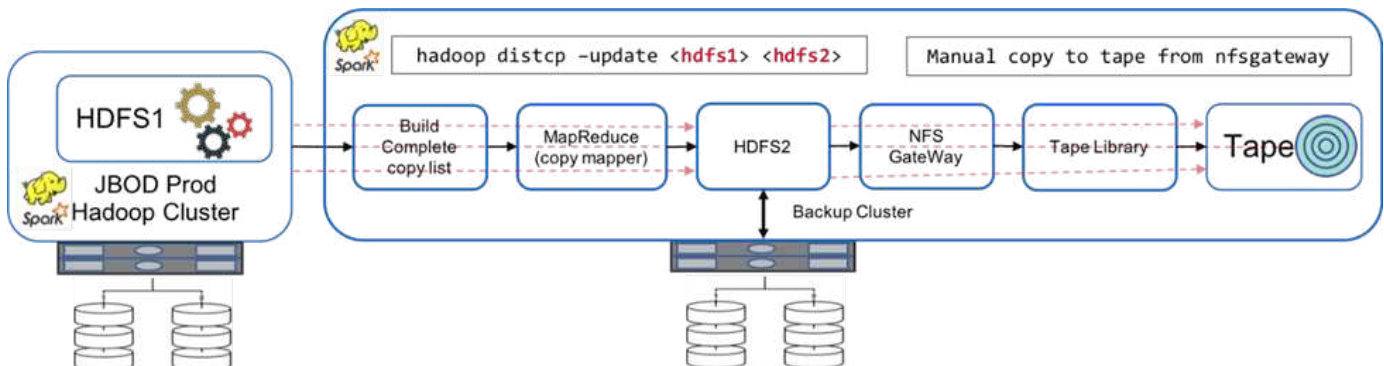 Spark
hadoop distcp –update <hdfs1> <hdfs2>
Manual copy to tape from nfsgateway
HDFS1
Spark
JBOD Prod
Hadoop Cluster
Build
Complete
copy list
MapReduce
(copy mapper)
HDFS2
NFS
GateWay
Tape Library
Tape
Backup Cluster